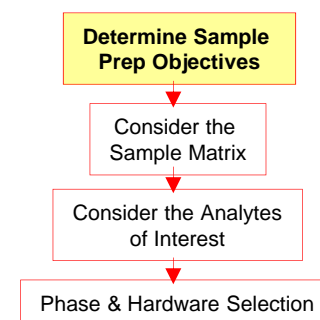 Determine Sample
Prep Objectives
Consider the
Sample Matrix
Consider the Analytes
of Interest
Phase & Hardware Selection